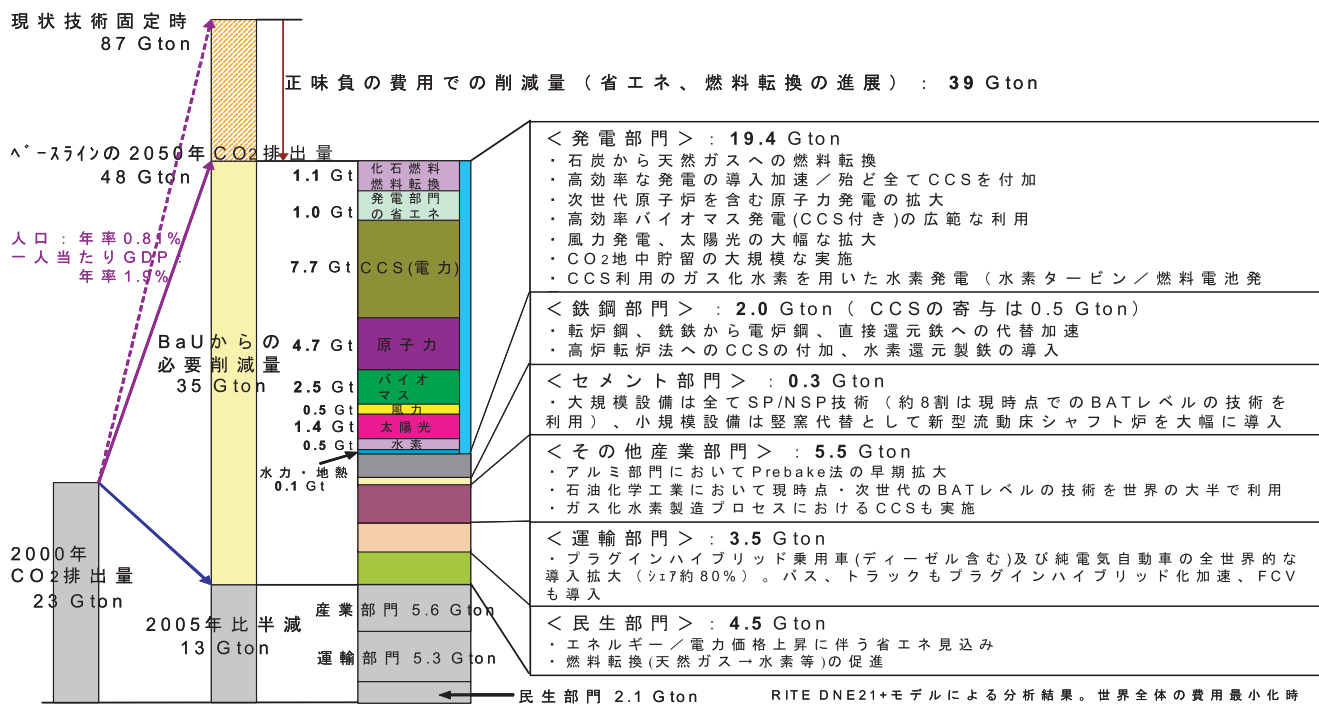 現状技術固定時
87 Gton
正味負の費用での削減量（省エネ、燃料転換の進展）：39 Gton
ベースラインの2050年CO2排出量
48 Gton
人口：年率0.81%
一人当たりGDP：
年率1.9%
BaUからの
必要削減量
35 Gton
2000年
CO2排出量
23 Gton
2005年比半減
13 Gton
1.1 Gt
化石燃料
燃料転換
1.0 Gt
発電部門
の省エネ
7.7 Gt
CCS(電力)
4.7 Gt
原子力
2.5 Gt
バイオ
マス
0.5 Gt
風力
1.4 Gt
太陽光
0.5 Gt
水素
水力・地熱
0.1 Gt
産業部門 5.6 Gton
運輸部門 5.3 Gton
民生部門 2.1 Gton
＜発電部門＞：19.4 Gton
・石炭から天然ガスへの燃料転換
・高効率な発電の導入加速／殆ど全てCCSを付加
・次世代原子炉を含む原子力発電の拡大
・高効率バイオマス発電(CCS付き)の広範な利用
・風力発電、太陽光の大幅な拡大
・CO2地中貯留の大規模な実施
・CCS利用のガス化水素を用いた水素発電（水素タービン／燃料電池発
＜鉄鋼部門＞：2.0 Gton（CCSの寄与は0.5 Gton）
・転炉鋼、銑鉄から電炉鋼、直接還元鉄への代替加速
・高炉転炉法へのCCSの付加、水素還元製鉄の導入
＜セメント部門＞：0.3 Gton
・大規模設備は全てSP/NSP技術（約8割は現時点でのBATレベルの技術を
利用）、小規模設備は竪窯代替として新型流動床シャフト炉を大幅に導入
＜その他産業部門＞：5.5 Gton
・アルミ部門においてPrebake法の早期拡大
・石油化学工業において現時点・次世代のBATレベルの技術を世界の大半で利用
・ガス化水素製造プロセスにおけるCCSも実施
＜運輸部門＞：3.5 Gton
・プラグインハイブリッド乗用車(ディーゼル含む)及び純電気自動車の全世界的な
導入拡大（シェア約80%）。バス、トラックもプラグインハイブリッド化加速、FCV
も導入
＜民生部門＞：4.5 Gton
・エネルギー／電力価格上昇に伴う省エネ見込み
・燃料転換(天然ガス→水素等)の促進
RITE DNE21+モデルによる分析結果。世界全体の費用最小化時